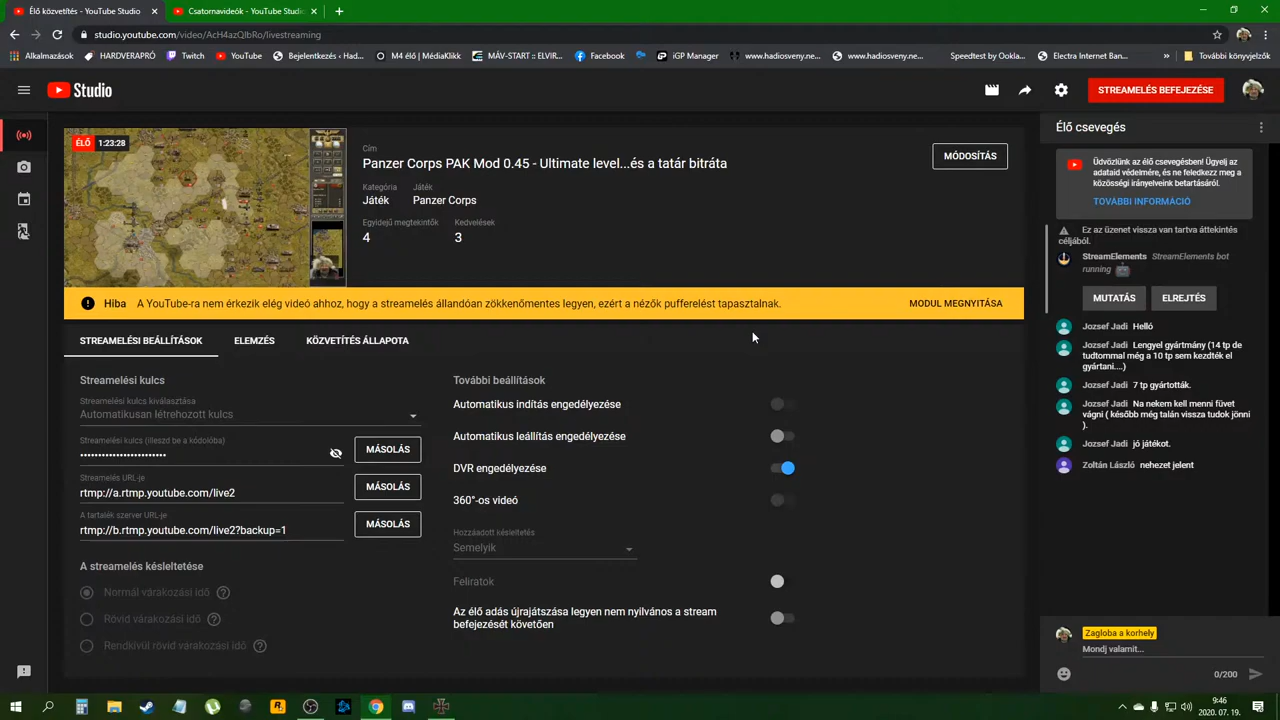 Élő közvetítés - YouTube Studio
Csatornavideók - YouTube Studio
studio.youtube.com/video/AcH4azQIbRo/livestreaming
Alkalmazások
HARDVERAPRÓ
Twitch
YouTube
Bejelentkezés ‹ Had...
M4 élő | MédiaKlikk
MÁV-START :: ELVIR...
Facebook
iGP Manager
www.hadiosveny.ne...
www.hadiosveny.ne...
Speedtest by Ookla...
Electra Internet Ban...
»
További könyvjelzők
Studio
STREAMELÉS BEFEJEZÉSE
ÉLŐ 1:23:28
Cím
Panzer Corps PAK Mod 0.45 - Ultimate level...és a tatár bitráta
MÓDOSÍTÁS
Kategória
Játék
Játék
Panzer Corps
Egyidejű megtekintők
Kedvelések
4
3
Hiba
A YouTube-ra nem érkezik elég videó ahhoz, hogy a streamelés állandóan zökkenőmentes legyen, ezért a nézők pufferelést tapasztalnak.
MODUL MEGNYITÁSA
STREAMELÉSI BEÁLLÍTÁSOK
ELEMZÉS
KÖZVETÍTÉS ÁLLAPOTA
Streamelési kulcs
Streamelési kulcs kiválasztása
Automatikusan létrehozott kulcs
Streamelési kulcs (illeszd be a kódolóba)
••••••••••••••••••••••••
MÁSOLÁS
Streamelés URL-je
rtmp://a.rtmp.youtube.com/live2
MÁSOLÁS
A tartalék szerver URL-je
rtmp://b.rtmp.youtube.com/live2?backup=1
MÁSOLÁS
A streamelés késleltetése
Normál várakozási idő
Rövid várakozási idő
Rendkívül rövid várakozási idő
További beállítások
Automatikus indítás engedélyezése
Automatikus leállítás engedélyezése
DVR engedélyezése
360°-os videó
Hozzáadott késleltetés
Semelyik
Feliratok
Az élő adás újrajátszása legyen nem nyilvános a stream
befejezését követően
Élő csevegés
Üdvözlünk az élő csevegésben! Ügyelj az
adataid védelmére, és ne feledkezz meg a
közösségi irányelveink betartásáról.
TOVÁBBI INFORMÁCIÓ
Ez az üzenet vissza van tartva áttekintés
céljából.
StreamElements StreamElements bot
running
MUTATÁS
ELREJTÉS
Jozsef Jadi Helló
Jozsef Jadi Lengyel gyártmány (14 tp de
tudtommal még a 10 tp sem kezdték el
gyártani....)
Jozsef Jadi 7 tp gyártották.
Jozsef Jadi Na nekem kell menni füvet
vágni ( később még talán vissza tudok jönni
).
Jozsef Jadi jó játékot.
Zoltán László nehezet jelent
Zagloba a korhely
Mondj valamit...
0/200
9:46
2020. 07. 19.